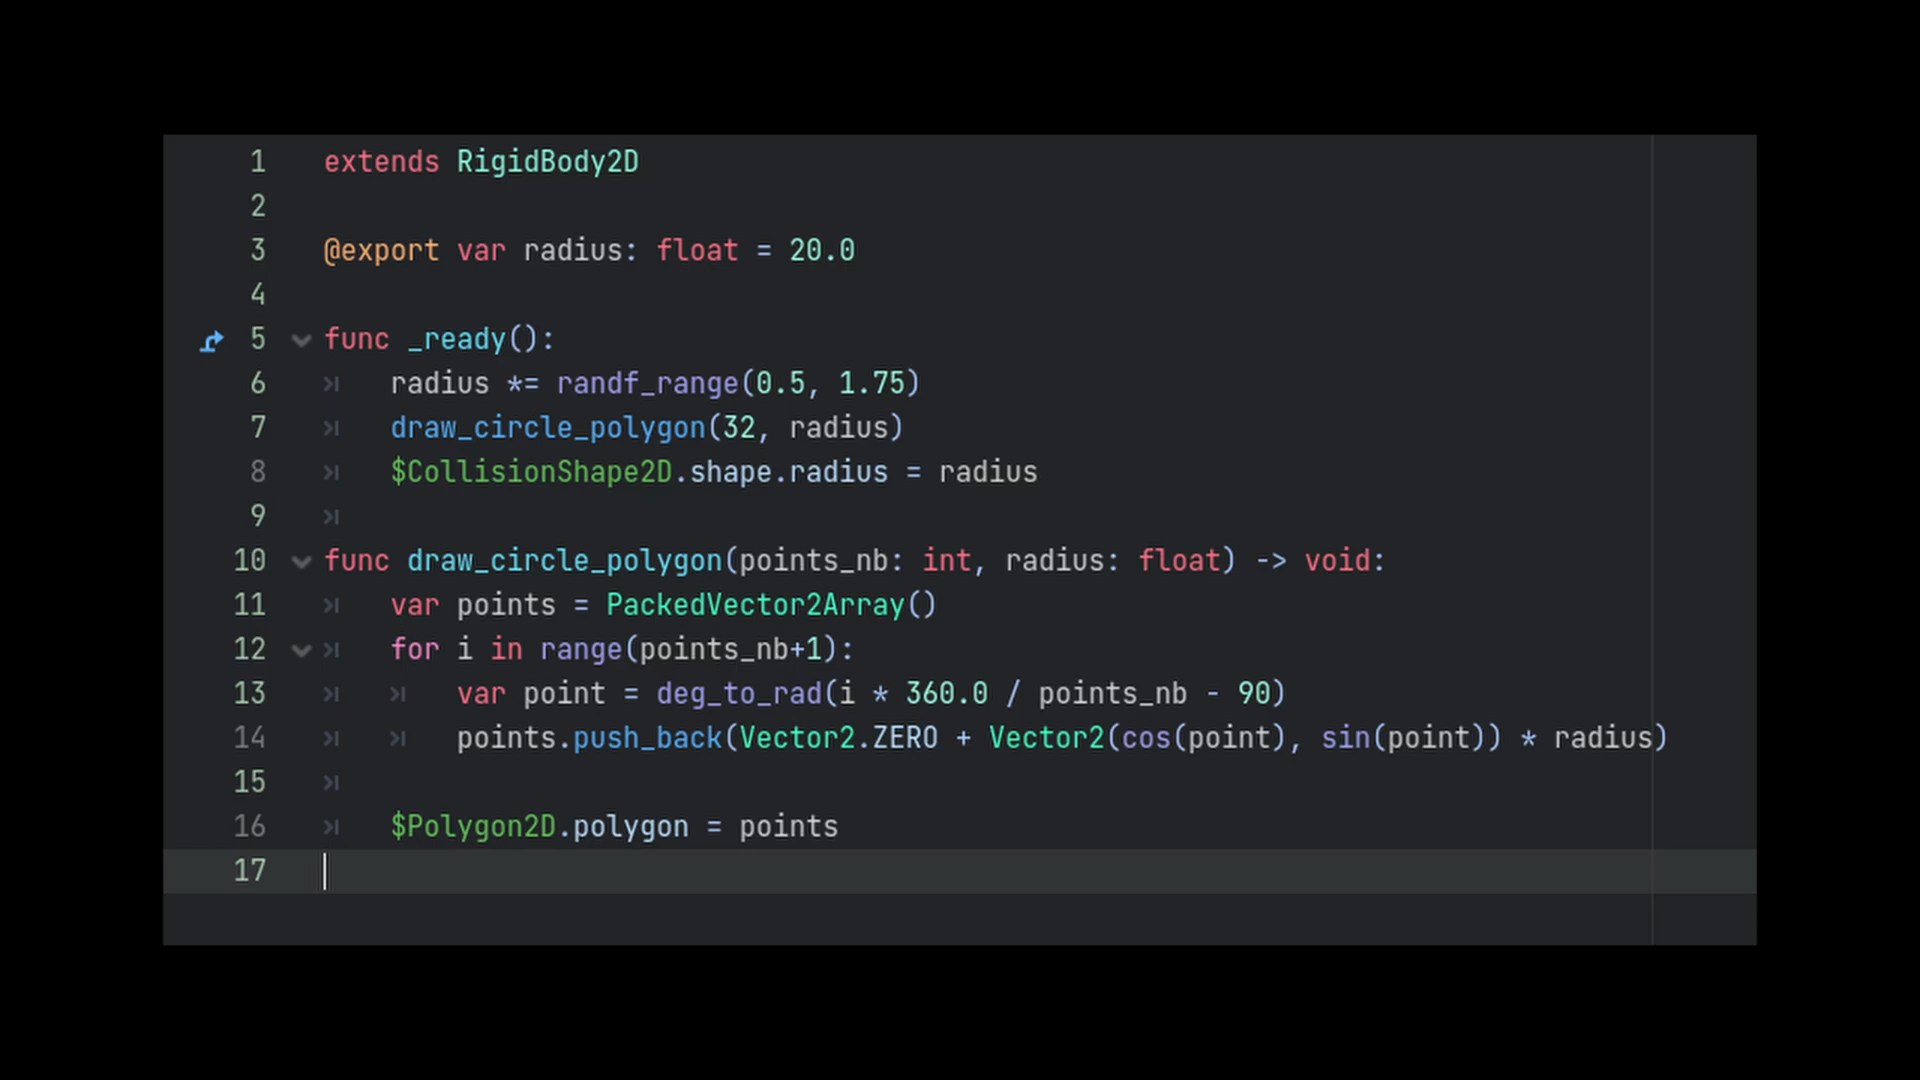 1 extends RigidBody2D
2
3 @export var radius: float = 20.0
4
5 func _ready():
6 radius *= randf_range(0.5, 1.75)
7 draw_circle_polygon(32, radius)
8 $CollisionShape2D.shape.radius = radius
9
10 func draw_circle_polygon(points_nb: int, radius: float) -> void:
11 var points = PackedVector2Array()
12 for i in range(points_nb+1):
13 var point = deg_to_rad(i * 360.0 / points_nb - 90)
14 points.push_back(Vector2.ZERO + Vector2(cos(point), sin(point)) * radius)
15
16 $Polygon2D.polygon = points
17